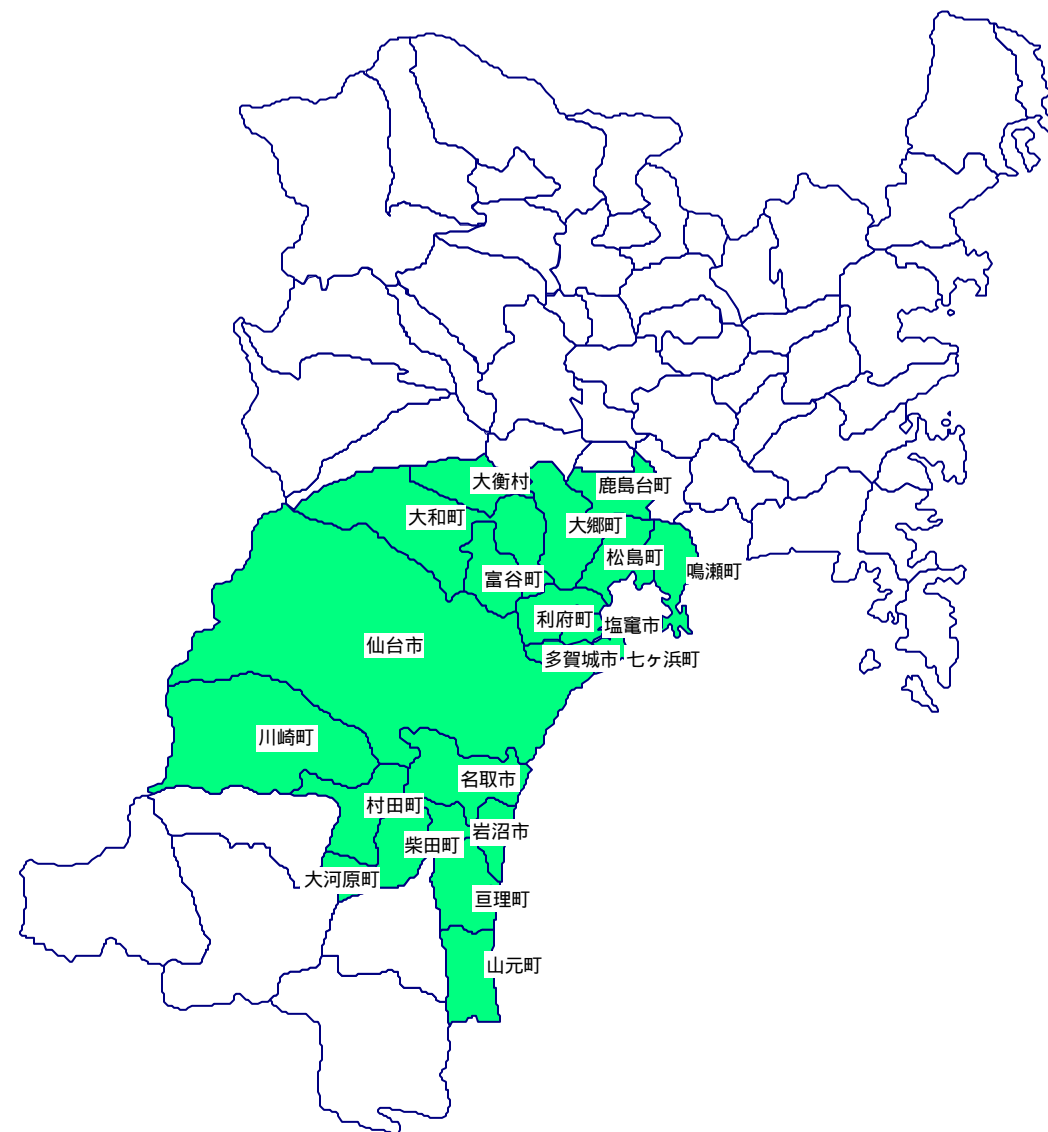 大衡村
鹿島台町
大和町
大郷町
松島町
鳴瀬町
富谷町
利府町
塩竈市
仙台市
多賀城市
七ヶ浜町
川崎町
名取市
村田町
岩沼市
柴田町
大河原町
亘理町
山元町